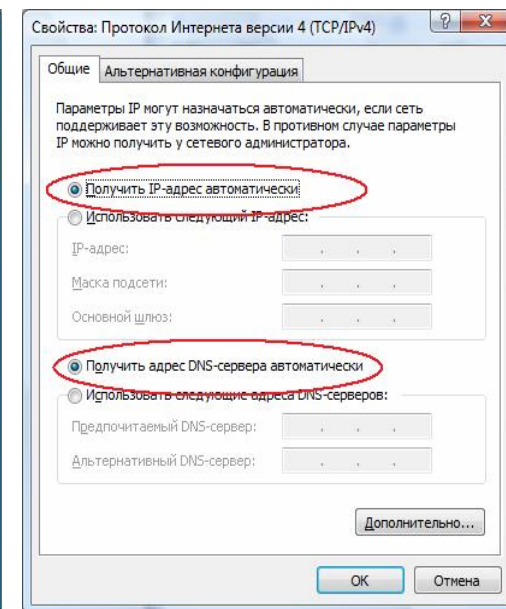 Свойства: Протокол Интернета версии 4 (TCP/IPv4)
Общие
Альтернативная конфигурация
Параметры IP могут назначаться автоматически, если сеть
поддерживает эту возможность. В противном случае параметры
IP можно получить у сетевого администратора.
Получить IP-адрес автоматически
Использовать следующий IP-адрес:
IP-адрес:
Маска подсети:
Основной шлюз:
Получить адрес DNS-сервера автоматически
Использовать следующие адреса DNS-серверов:
Предпочитаемый DNS-сервер:
Альтернативный DNS-сервер:
Дополнительно...
ОК
Отмена